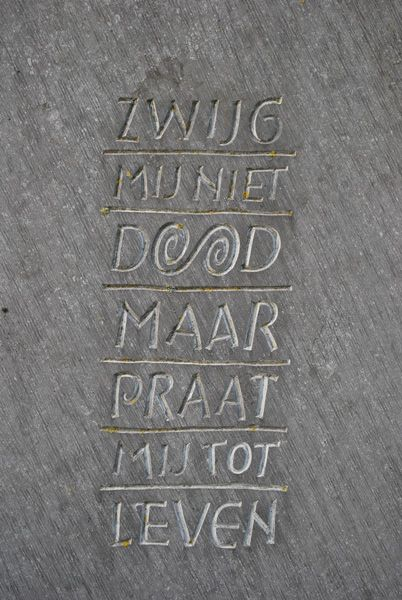 ZWIJG
MIJ NIET
DOOD
MAAR
PRAAT
MIJ TOT
LEVEN